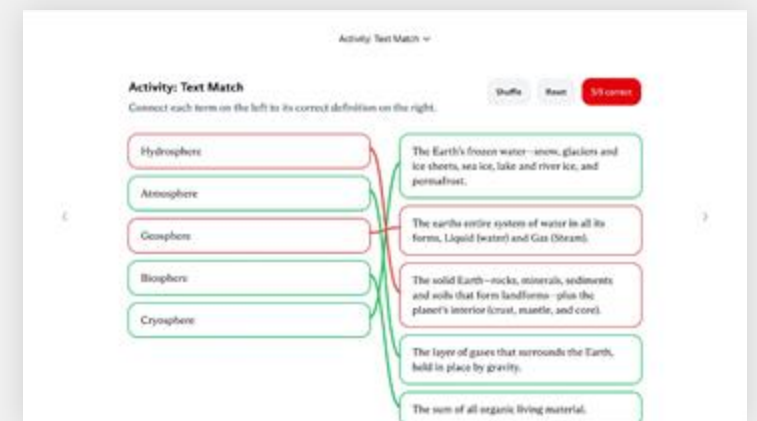 Activity: Text Match
Activity: Text Match
Shuffle
Reset
3/5 correct
Connect each term on the left to its correct definition on the right.
Hydrosphere
Atmosphere
Geosphere
Biosphere
Cryosphere
The Earth's frozen water—snow, glaciers and
ice sheets, sea ice, lake and river ice, and
permafrost.
The earths entire system of water in all its
forms, Liquid (water) and Gas (Steam).
The solid Earth—rocks, minerals, sediments
and soils that form landforms—plus the
planet's interior (crust, mantle, and core).
The layer of gases that surrounds the Earth,
held in place by gravity.
The sum of all organic living material.